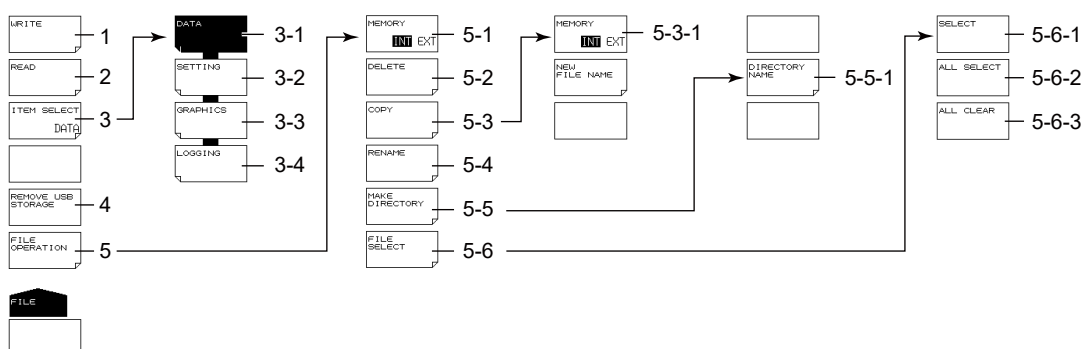 WRITE
1
READ
2
ITEM SELECT
DATA
3
REMOVE USB
STORAGE
4
FILE
OPERATION
5
FILE
DATA
3-1
SETTING
3-2
GRAPHICS
3-3
LOGGING
3-4
MEMORY
INT EXT
5-1
DELETE
5-2
COPY
5-3
RENAME
5-4
MAKE
DIRECTORY
5-5
FILE
SELECT
5-6
MEMORY
INT EXT
5-3-1
NEW
FILE NAME
DIRECTORY
NAME
5-5-1
SELECT
5-6-1
ALL SELECT
5-6-2
ALL CLEAR
5-6-3